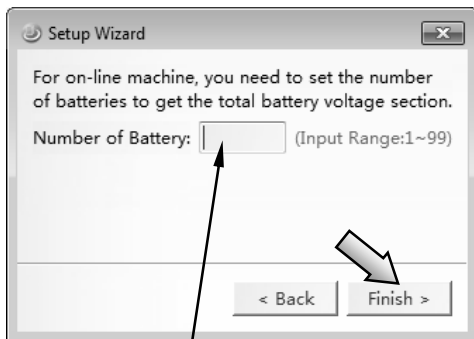 Setup Wizard
For on-line machine, you need to set the number
of batteries to get the total battery voltage section.
Number of Battery: (Input Range:1~99)
< Back Finish >